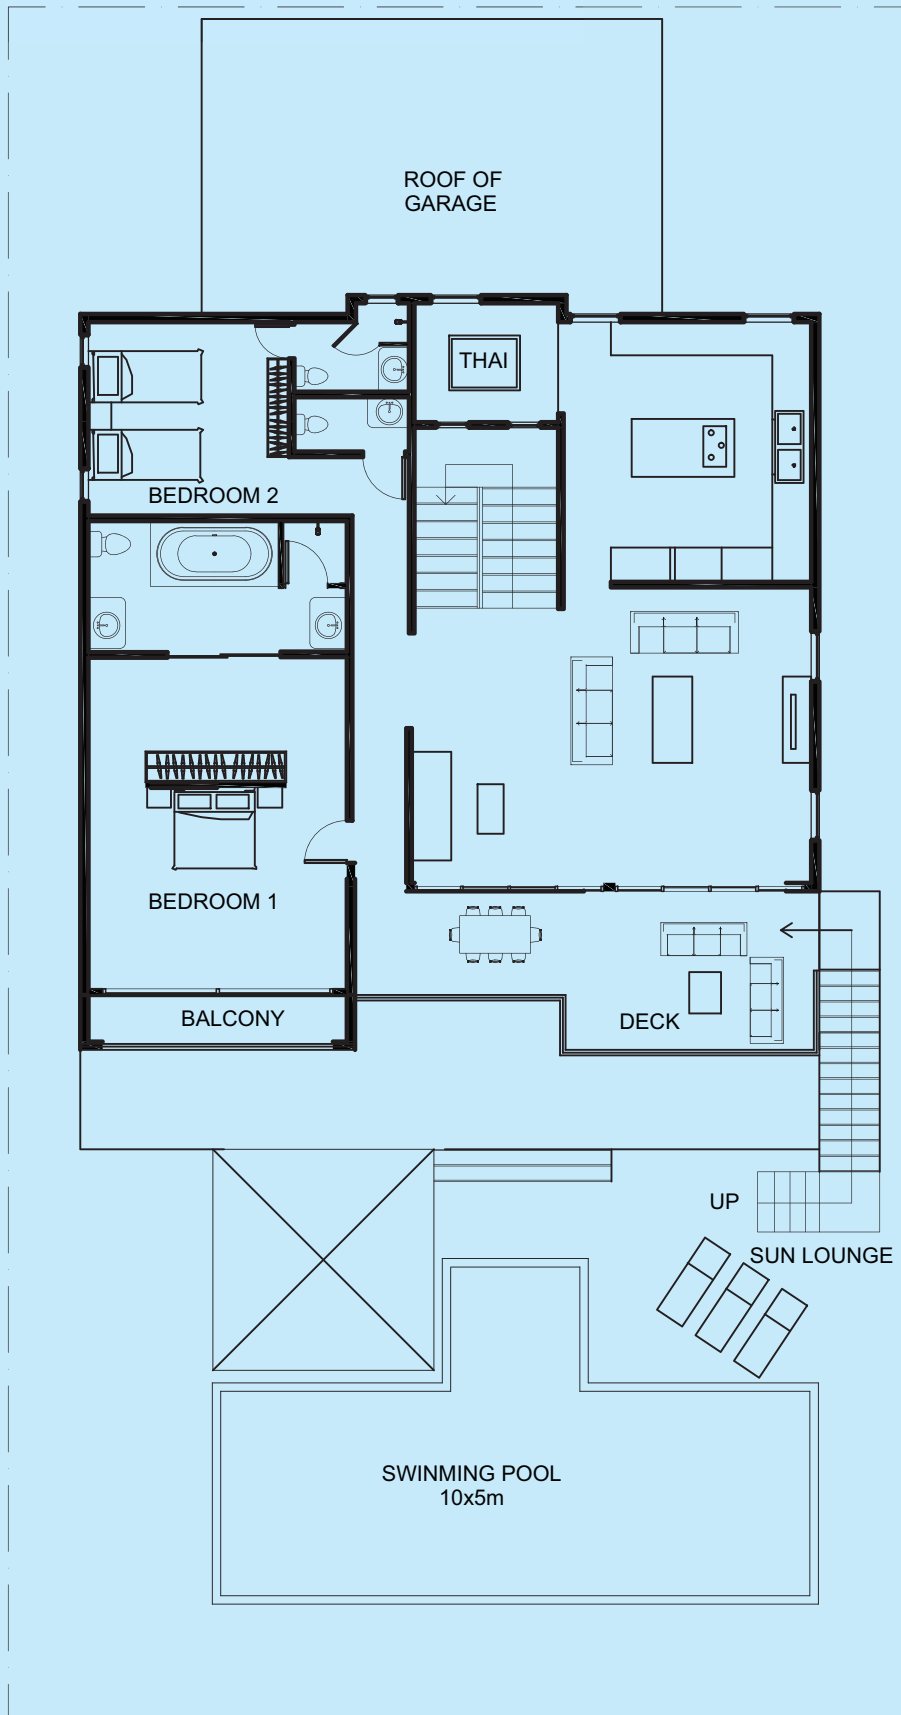 ROOF OF
GARAGE
THAI
BEDROOM 2
BEDROOM 1
BALCONY
DECK
UP
SUN LOUNGE
SWINMING POOL
10x5m